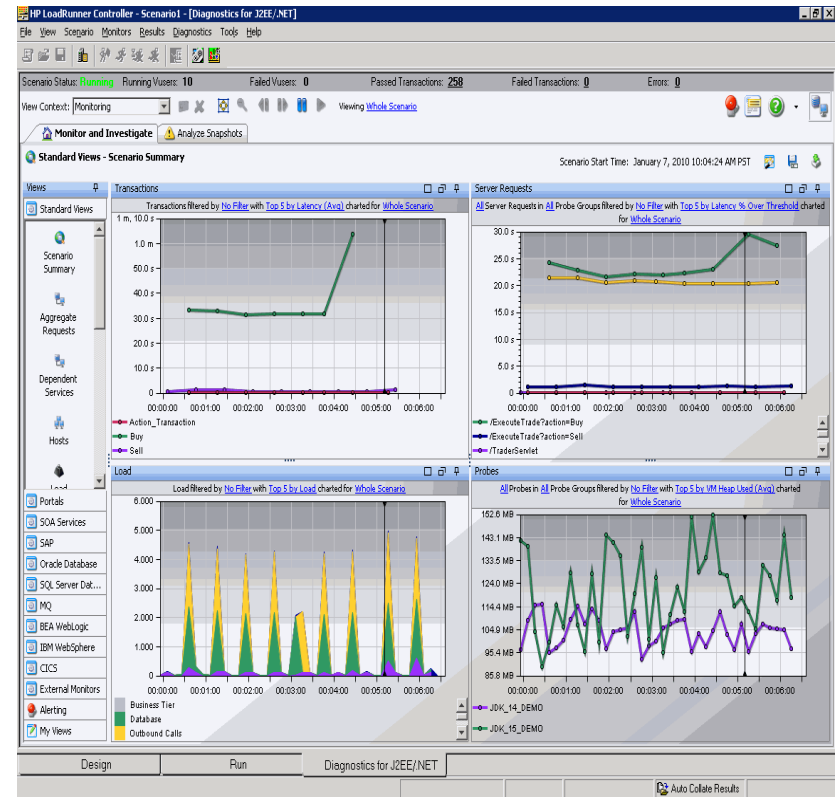 HP LoadRunner Controller - Scenario1 - [Diagnostics for J2EE/.NET]
File View Scenario Monitors Results Diagnostics Tools Help
Scenario Status: Running Running Vusers: 10 Failed Vusers: 0 Passed Transactions: 258 Failed Transactions: 0 Errors: 0
View Context: Monitoring Viewing Whole Scenario
Monitor and Investigate Analyze Snapshots
Standard Views - Scenario Summary Scenario Start Time: January 7, 2010 10:04:24 AM PST
Views
Standard Views
Scenario
Summary
Aggregate
Requests
Dependent
Services
Hosts
Load
Portals
SOA Services
SAP
Oracle Database
SQL Server Dat...
MQ
BEA WebLogic
IBM WebSphere
CICS
External Monitors
Alerting
My Views
Transactions
Transactions filtered by No Filter with Top 5 by Latency (Avg) charted for Whole Scenario
1 m, 10.0 s
1.0 m
50.0 s
40.0 s
30.0 s
20.0 s
10.0 s
0
00:00:00 00:01:00 00:02:00 00:03:00 00:04:00 00:05:00 00:06:00
Action_Transaction
Buy
Sell
Server Requests
All Server Requests in All Probe Groups filtered by No Filter with Top 5 by Latency % Over Threshold charted
for Whole Scenario
30.0 s
25.0 s
20.0 s
15.0 s
10.0 s
5.0 s
0
00:00:00 00:01:00 00:02:00 00:03:00 00:04:00 00:05:00 00:06:00
/ExecuteTrade?action=Buy
/ExecuteTrade?action=Sell
/TraderServlet
Load
Load filtered by No Filter with Top 5 by Load charted for Whole Scenario
6.000
5.000
4.000
3.000
2.000
1.000
0
00:00:00 00:01:00 00:02:00 00:03:00 00:04:00 00:05:00 00:06:00
Business Tier
Database
Outbound Calls
Probes
All Probes in All Probe Groups filtered by No Filter with Top 5 by VM Heap Used (Avg) charted
for Whole Scenario
152.6 MB
143.1 MB
133.5 MB
124.0 MB
114.4 MB
104.9 MB
95.4 MB
85.8 MB
00:00:00 00:01:00 00:02:00 00:03:00 00:04:00 00:05:00 00:06:00
JDK_14_DEMO
JDK_15_DEMO
Design Run Diagnostics for J2EE/.NET
Auto Collate Results